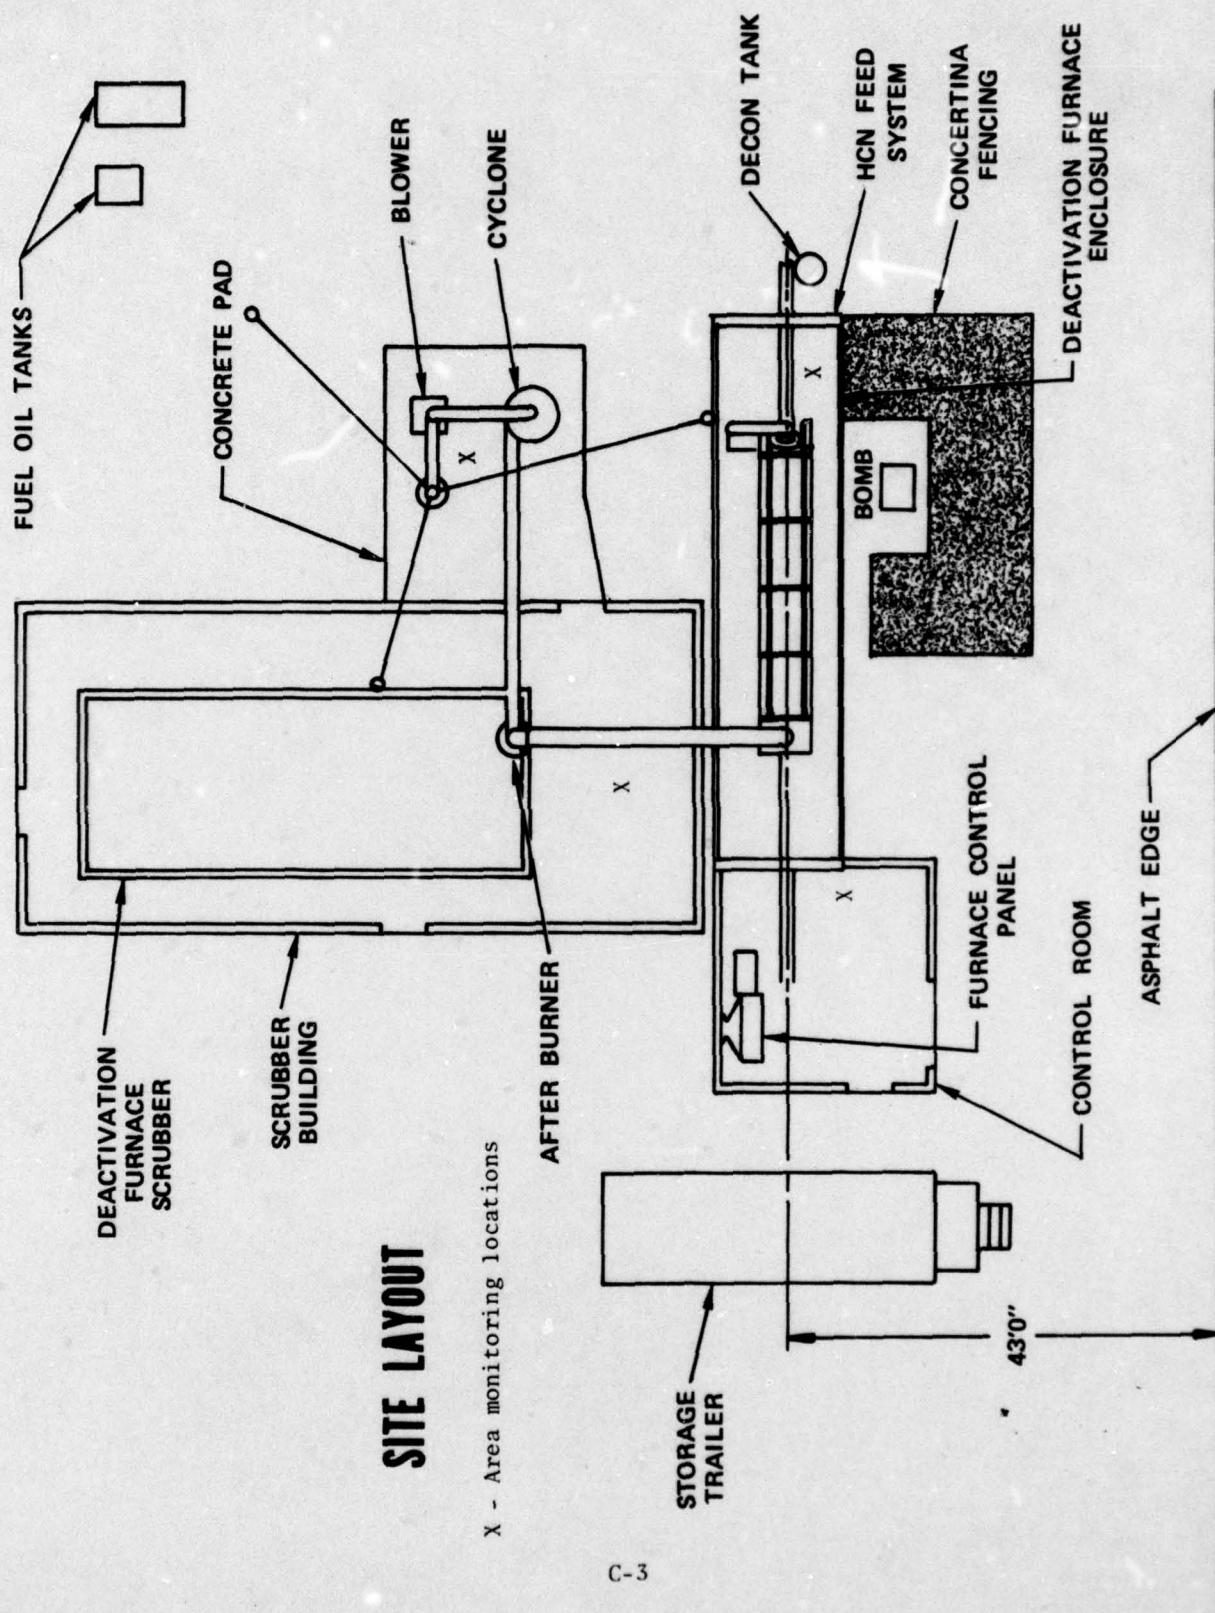 SITE LAYOUT
X - Area monitoring locations
FUEL OIL TANKS
CONCRETE PAD
BLOWER
CYCLONE
DEACTIVATION
FURNACE
SCRUBBER
SCRUBBER
BUILDING
AFTER BURNER
DECON TANK
HCN FEED
SYSTEM
CONCERTINA
FENCING
DEACTIVATION FURNACE
ENCLOSURE
BOMB
FURNACE CONTROL
PANEL
CONTROL ROOM
ASPHALT EDGE
STORAGE
TRAILER
43'0"
X
X
X
X
C-3